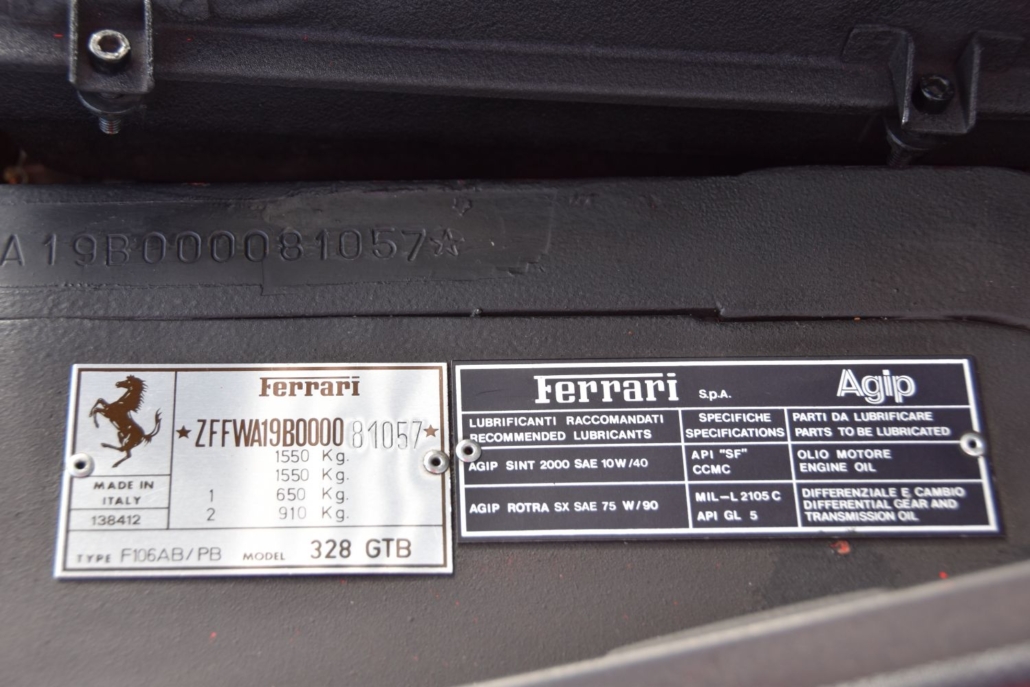 A19B000081057☆
Ferrari
★ZFFWA19B000081057★
1550 Kg.
1550 Kg.
1 650 Kg.
2 910 Kg.
MADE IN
ITALY
138412
TYPE F106AB/PB MODEL 328 GTB
Ferrari S.p.A. Agip
LUBRIFICANTI RACCOMANDATI
RECOMMENDED LUBRICANTS
SPECIFICHE
SPECIFICATIONS
PARTI DA LUBRIFICARE
PARTS TO BE LUBRICATED
AGIP SINT 2000 SAE 10W/40
API "SF"
CCMC
OLIO MOTORE
ENGINE OIL
AGIP ROTRA SX SAE 75 W/90
MIL-L2105C
API GL 5
DIFFERENZIALE E CAMBIO
DIFFERENTIAL GEAR AND
TRANSMISSION OIL